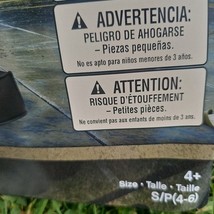 ⚠ ADVERTENCIA:
PELIGRO DE AHOGARSE
– Piezas pequeñas.
No es apto para niños menores de 3 años.
⚠ ATTENTION:
RISQUE D'ÉTOUFFEMENT
– Petites pièces.
Ne convient pas aux enfants de moins de 3 ans.
4+
Size • Talla • Taille
S/P(4-6)